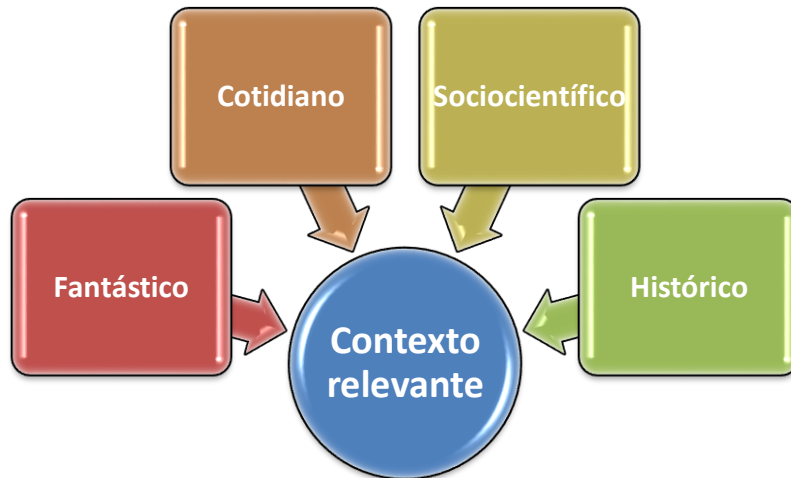 Cotidiano
Sociocientífico
Fantástico
Histórico
Contexto
relevante